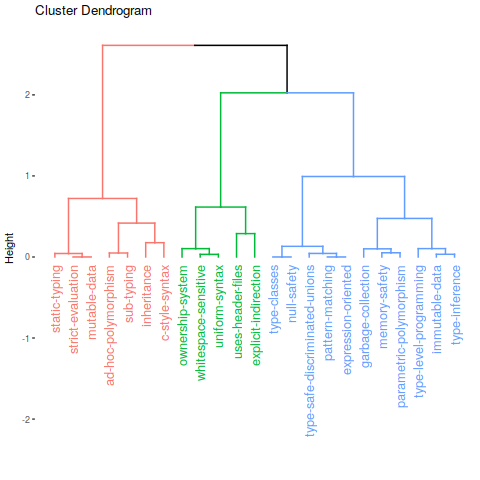 Cluster Dendrogram
Height
2
1
0
-1
-2
static-typing
strict-evaluation
mutable-data
ad-hoc-polymorphism
sub-typing
inheritance
c-style-syntax
ownership-system
whitespace-sensitive
uniform-syntax
uses-header-files
explicit-indirection
type-classes
null-safety
type-safe-discriminated-unions
pattern-matching
expression-oriented
garbage-collection
memory-safety
parametric-polymorphism
type-level-programming
immutable-data
type-inference